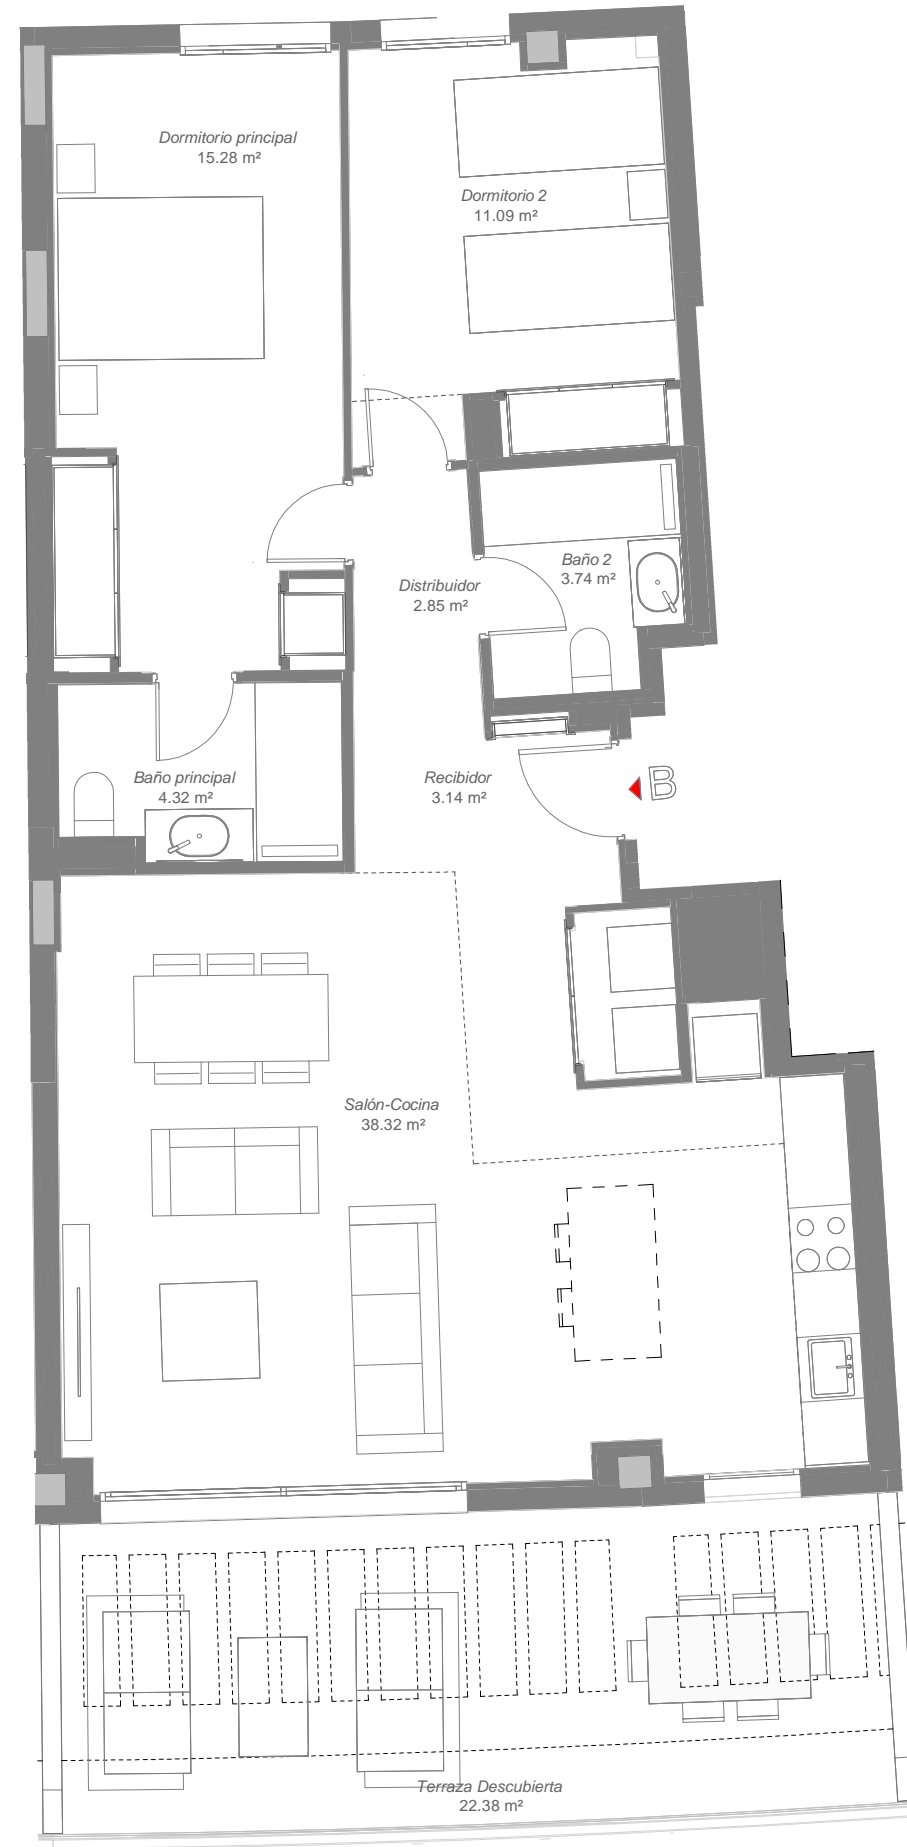 Dormitorio principal
15.28 m²
Dormitorio 2
11.09 m²
Baño 2
3.74 m²
Distribuidor
2.85 m²
Baño principal
4.32 m²
Recibidor
3.14 m²
B
Salón-Cocina
38.32 m²
Terraza Descubierta
22.38 m²